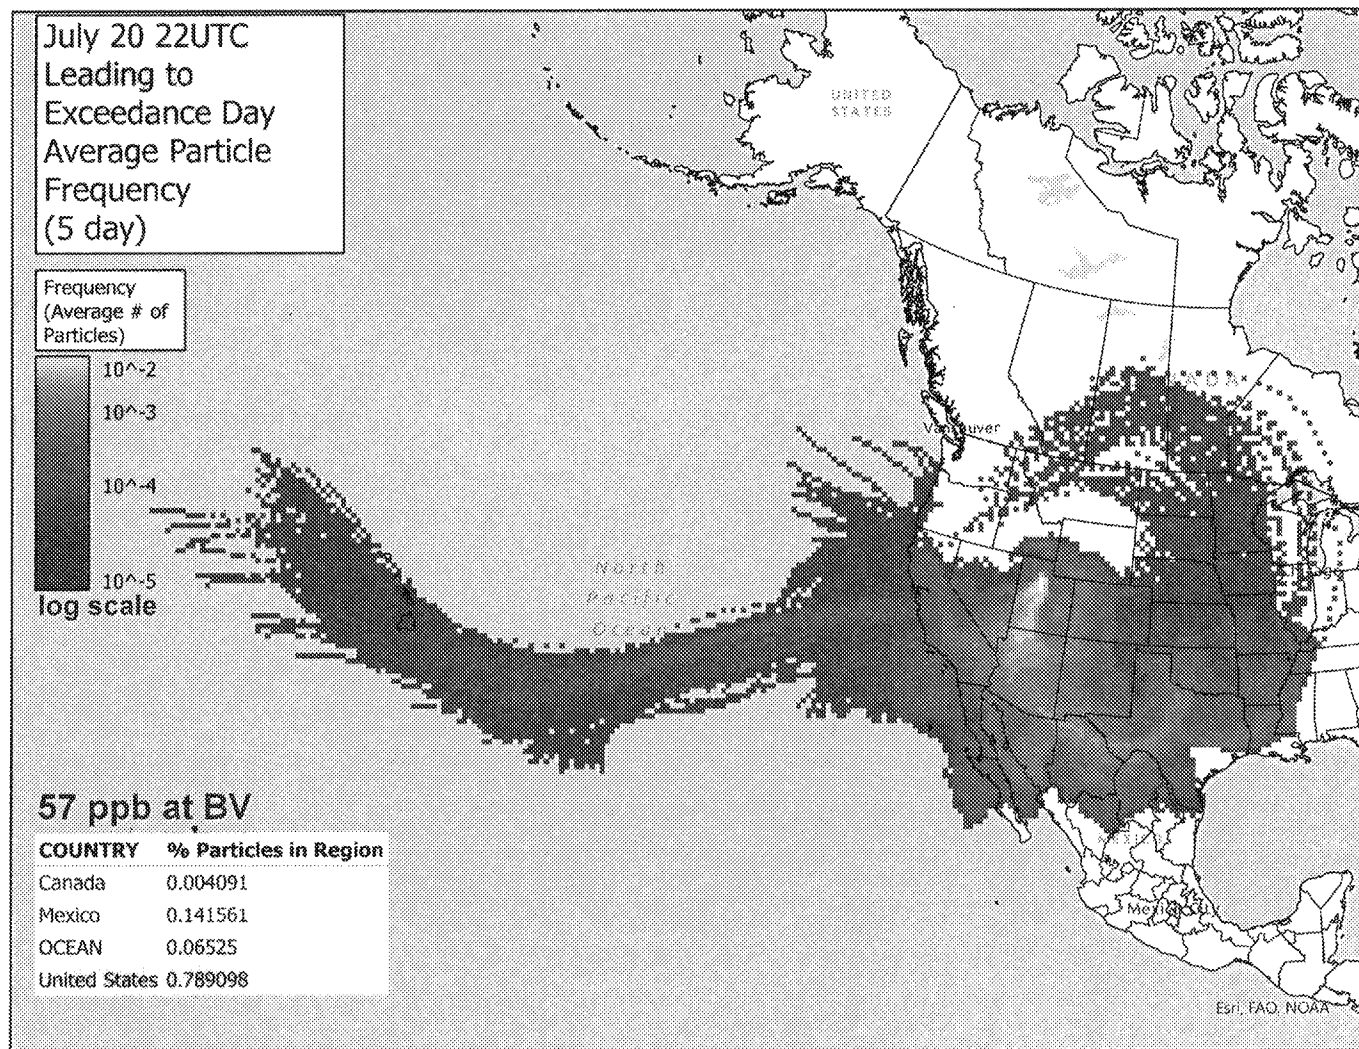 July 20 22UTC
Leading to
Exceedance Day
Average Particle
Frequency
(5 day)
Frequency
(Average # of
Particles)
10^-2
10^-3
10^-4
10^-5
log scale
57 ppb at BV
COUNTRY % Particles in Region
Canada 0.004091
Mexico 0.141561
OCEAN 0.06525
United States 0.789098
UNITED
STATES
Vancouver
North
Pacific
Ocean
Esri, FAO, NOAA